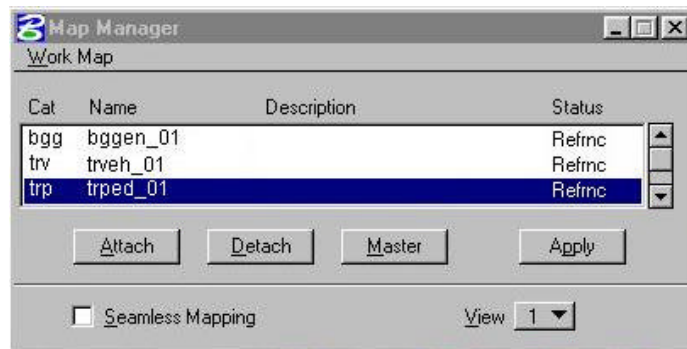 Map Manager
Work Map
Cat Name Description Status
bgg bggen_01 Refrnc
trv trveh_01 Refrnc
trp trped_01 Refrnc
Attach Detach Master Apply
Seamless Mapping View 1